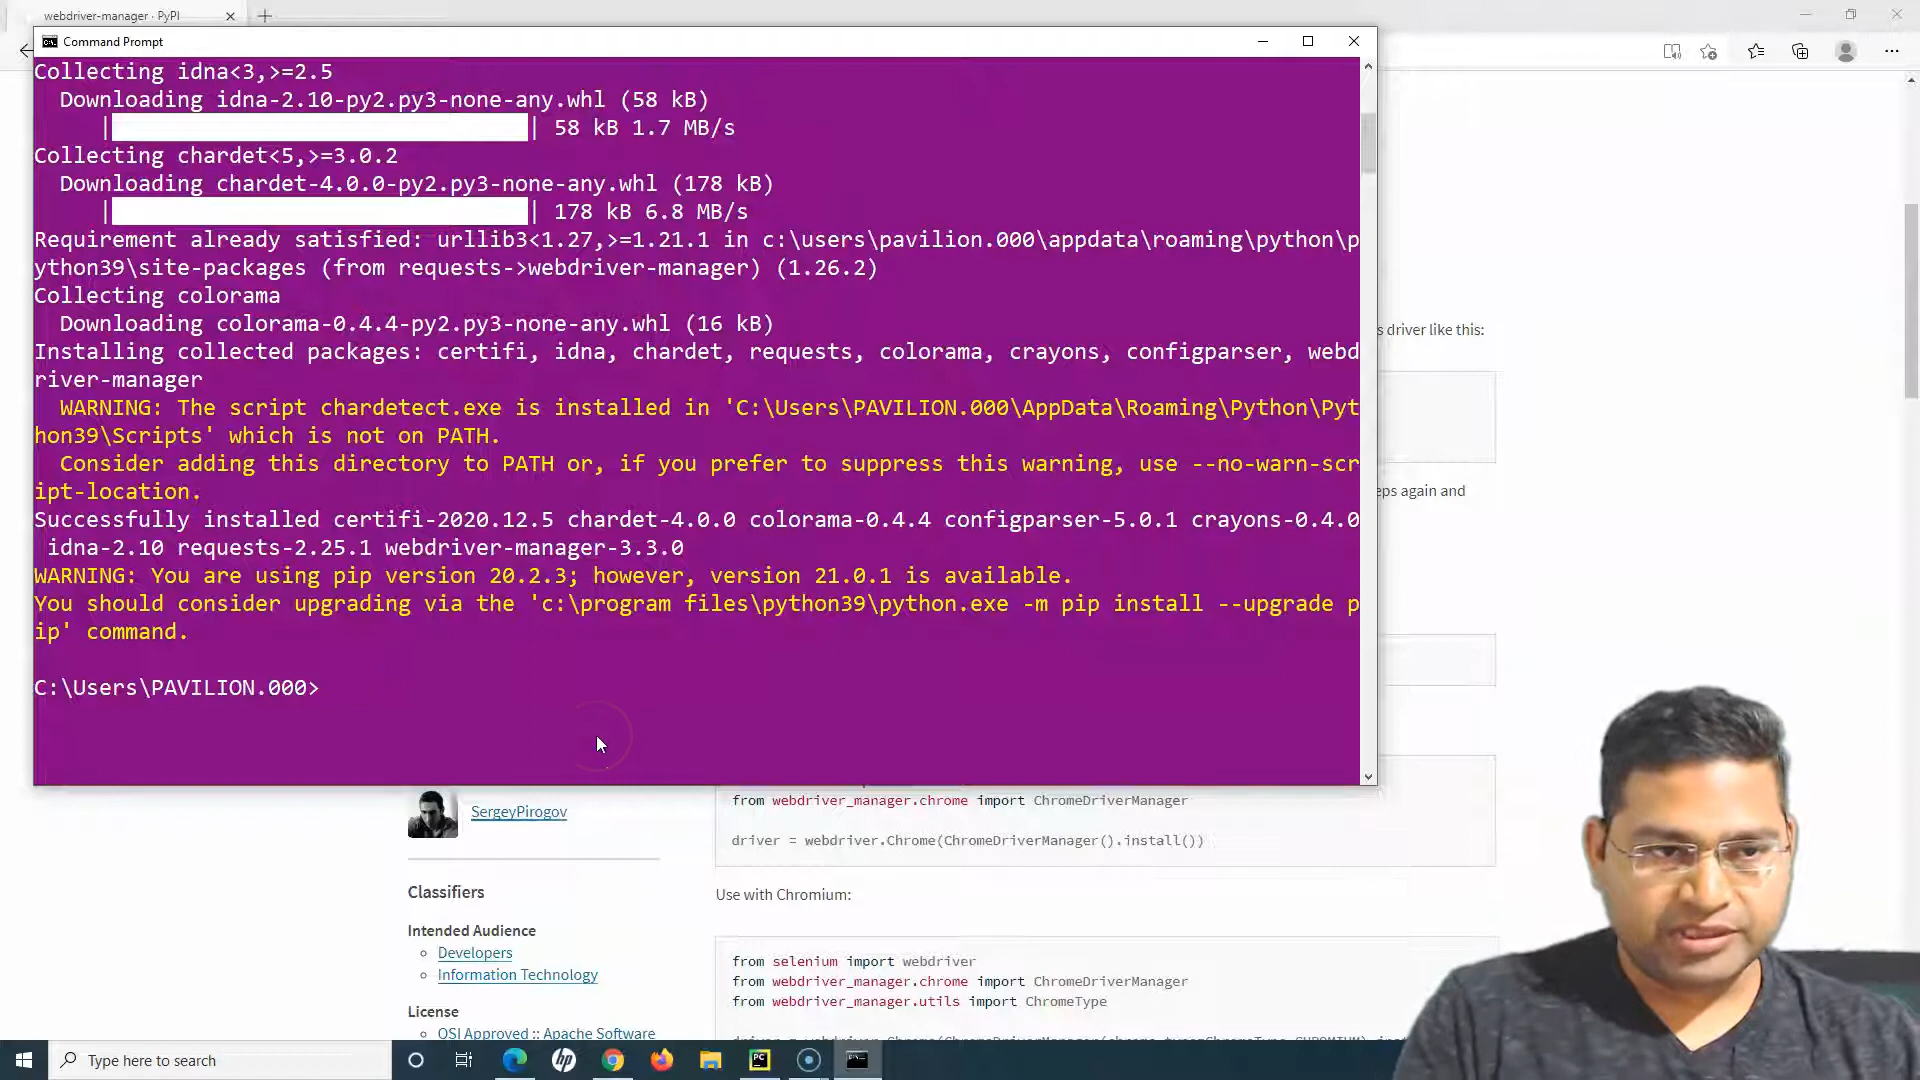 webdriver-manager · PyPI
Command Prompt
Collecting idna<3,>=2.5
Downloading idna-2.10-py2.py3-none-any.whl (58 kB)
| | 58 kB 1.7 MB/s
Collecting chardet<5,>=3.0.2
Downloading chardet-4.0.0-py2.py3-none-any.whl (178 kB)
| | 178 kB 6.8 MB/s
Requirement already satisfied: urllib3<1.27,>=1.21.1 in c:\users\pavilion.000\appdata\roaming\python\p
ython39\site-packages (from requests->webdriver-manager) (1.26.2)
Collecting colorama
Downloading colorama-0.4.4-py2.py3-none-any.whl (16 kB)
Installing collected packages: certifi, idna, chardet, requests, colorama, crayons, configparser, webd
river-manager
WARNING: The script chardetect.exe is installed in 'C:\Users\PAVILION.000\AppData\Roaming\Python\Pyt
hon39\Scripts' which is not on PATH.
Consider adding this directory to PATH or, if you prefer to suppress this warning, use --no-warn-scr
ipt-location.
Successfully installed certifi-2020.12.5 chardet-4.0.0 colorama-0.4.4 configparser-5.0.1 crayons-0.4.0
idna-2.10 requests-2.25.1 webdriver-manager-3.3.0
WARNING: You are using pip version 20.2.3; however, version 21.0.1 is available.
You should consider upgrading via the 'c:\program files\python39\python.exe -m pip install --upgrade p
ip' command.
C:\Users\PAVILION.000>
s driver like this:
eps again and
SergeyPirogov
Classifiers
Intended Audience
Developers
Information Technology
License
OSI Approved :: Apache Software
from webdriver_manager.chrome import ChromeDriverManager
driver = webdriver.Chrome(ChromeDriverManager().install())
Use with Chromium:
from selenium import webdriver
from webdriver_manager.chrome import ChromeDriverManager
from webdriver_manager.utils import ChromeType
Type here to search
hp
PC